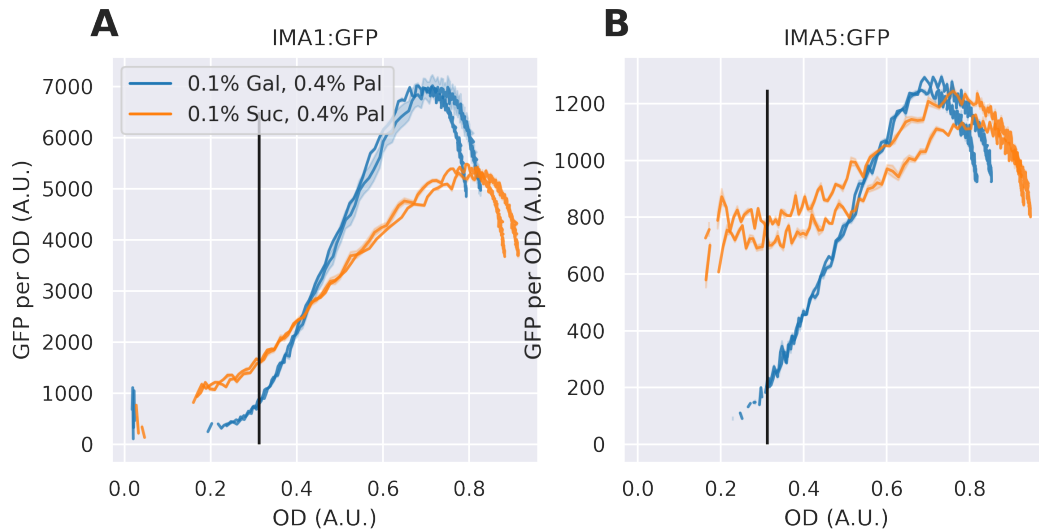 A
IMA1:GFP
0.1% Gal, 0.4% Pal
0.1% Suc, 0.4% Pal
7000
6000
5000
4000
3000
2000
1000
0
GFP per OD (A.U.)
0.0 0.2 0.4 0.6 0.8
OD (A.U.)
B
IMA5:GFP
1200
1000
800
600
400
200
0
GFP per OD (A.U.)
0.0 0.2 0.4 0.6 0.8
OD (A.U.)